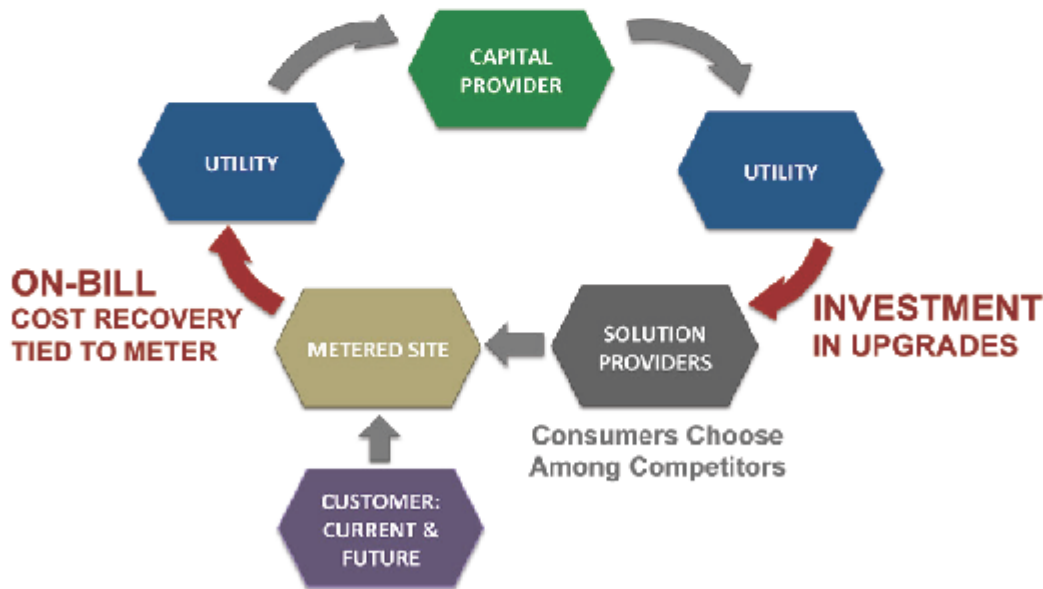 CAPITAL
PROVIDER
UTILITY
UTILITY
ON-BILL
COST RECOVERY
TIED TO METER
INVESTMENT
IN UPGRADES
METERED SITE
SOLUTION
PROVIDERS
Consumers Choose
Among Competitors
CUSTOMER:
CURRENT &
FUTURE